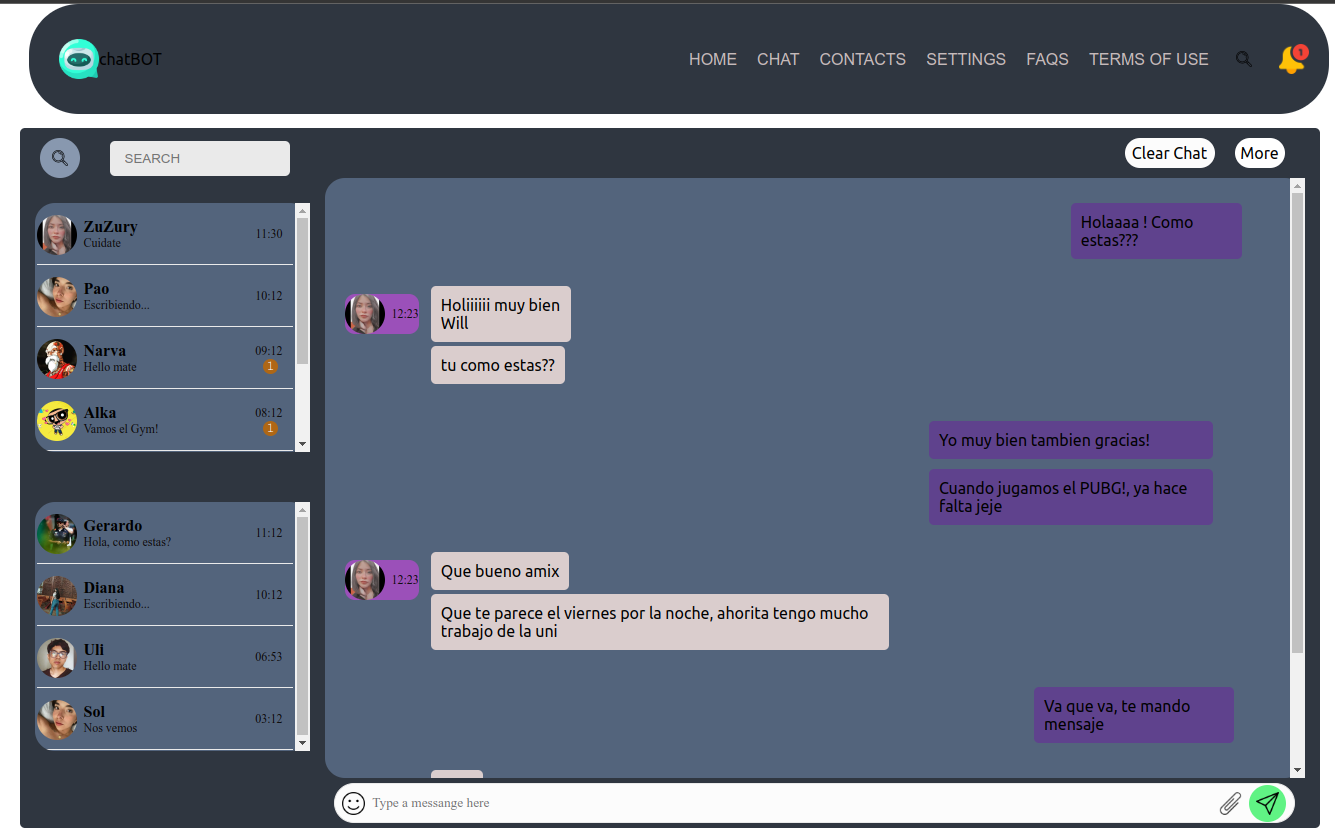 chatBOT
HOME CHAT CONTACTS SETTINGS FAQS TERMS OF USE
1
SEARCH
Clear Chat More
ZuZury
Cuidate
11:30
Pao
Escribiendo...
10:12
Narva
Hello mate
09:12
1
Alka
Vamos el Gym!
08:12
1
Gerardo
Hola, como estas?
11:12
Diana
Escribiendo...
10:12
Uli
Hello mate
06:53
Sol
Nos vemos
03:12
Holaaaa ! Como
estas???
12:23
Holiiiiii muy bien
Will
tu como estas??
Yo muy bien tambien gracias!
Cuando jugamos el PUBG!, ya hace
falta jeje
12:23
Que bueno amix
Que te parece el viernes por la noche, ahorita tengo mucho
trabajo de la uni
Va que va, te mando
mensaje
Type a messange here